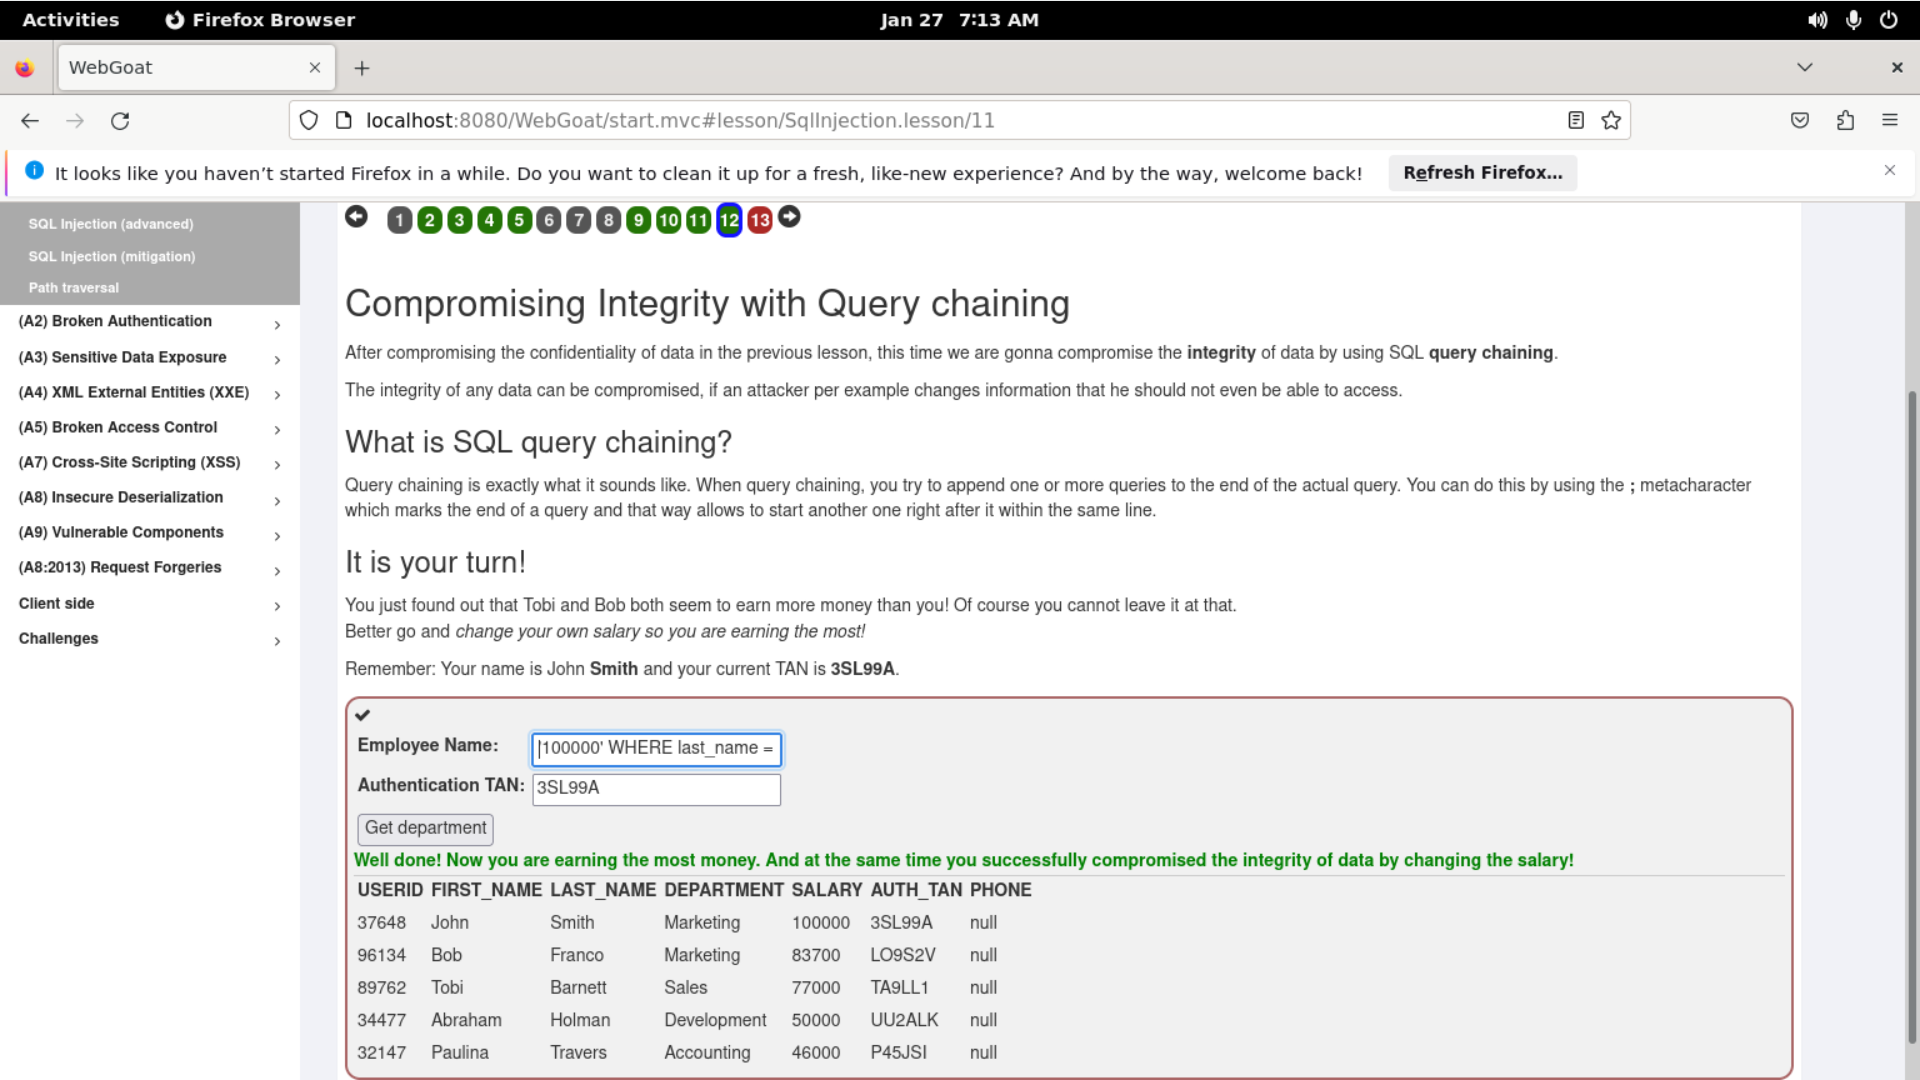 Activities
Firefox Browser
Jan 27 7:13 AM
WebGoat
localhost:8080/WebGoat/start.mvc#lesson/SqlInjection.lesson/11
It looks like you haven’t started Firefox in a while. Do you want to clean it up for a fresh, like-new experience? And by the way, welcome back!
Refresh Firefox...
SQL Injection (advanced)
SQL Injection (mitigation)
Path traversal
(A2) Broken Authentication
(A3) Sensitive Data Exposure
(A4) XML External Entities (XXE)
(A5) Broken Access Control
(A7) Cross-Site Scripting (XSS)
(A8) Insecure Deserialization
(A9) Vulnerable Components
(A8:2013) Request Forgeries
Client side
Challenges
1 2 3 4 5 6 7 8 9 10 11 12 13
Compromising Integrity with Query chaining
After compromising the confidentiality of data in the previous lesson, this time we are gonna compromise the integrity of data by using SQL query chaining.
The integrity of any data can be compromised, if an attacker per example changes information that he should not even be able to access.
What is SQL query chaining?
Query chaining is exactly what it sounds like. When query chaining, you try to append one or more queries to the end of the actual query. You can do this by using the ; metacharacter
which marks the end of a query and that way allows to start another one right after it within the same line.
It is your turn!
You just found out that Tobi and Bob both seem to earn more money than you! Of course you cannot leave it at that.
Better go and change your own salary so you are earning the most!
Remember: Your name is John Smith and your current TAN is 3SL99A.
Employee Name: '100000' WHERE last_name =
Authentication TAN: 3SL99A
Get department
Well done! Now you are earning the most money. And at the same time you successfully compromised the integrity of data by changing the salary!
USERID FIRST_NAME LAST_NAME DEPARTMENT SALARY AUTH_TAN PHONE
37648 John Smith Marketing 100000 3SL99A null
96134 Bob Franco Marketing 83700 LO9S2V null
89762 Tobi Barnett Sales 77000 TA9LL1 null
34477 Abraham Holman Development 50000 UU2ALK null
32147 Paulina Travers Accounting 46000 P45JSI null